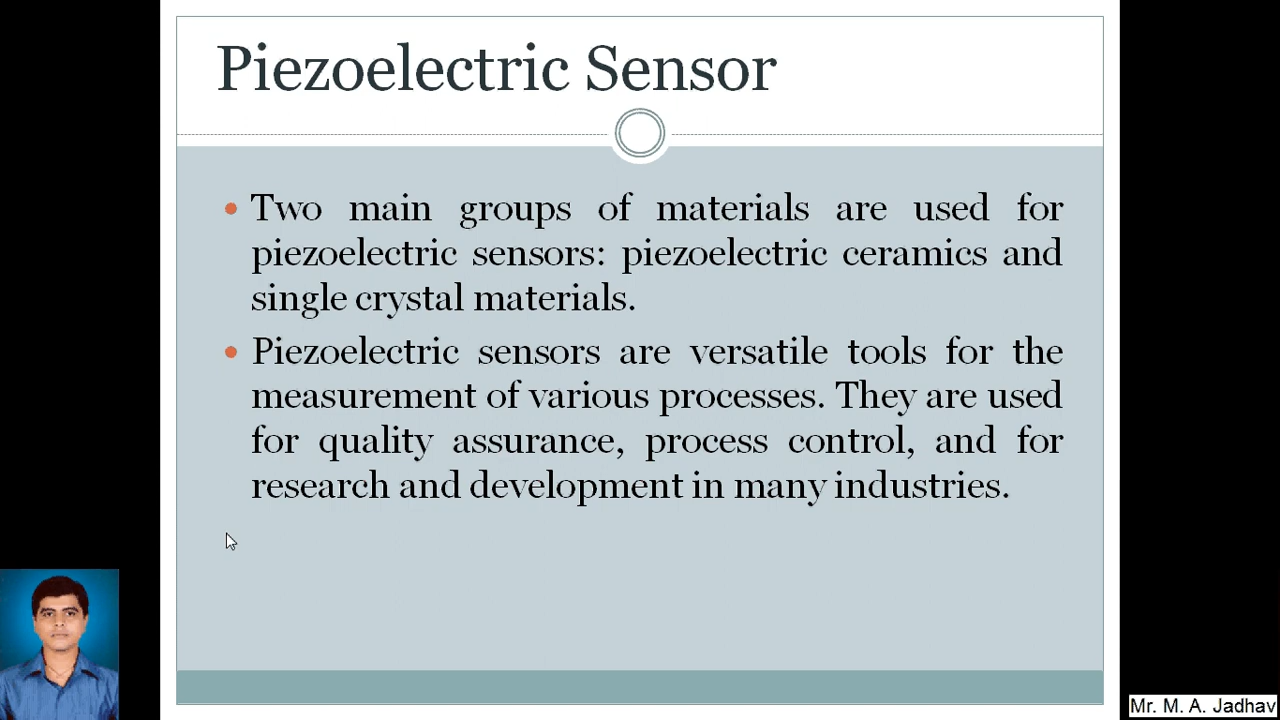 Piezoelectric Sensor
Two main groups of materials are used for
piezoelectric sensors: piezoelectric ceramics and
single crystal materials.
Piezoelectric sensors are versatile tools for the
measurement of various processes. They are used
for quality assurance, process control, and for
research and development in many industries.
Mr. M. A. Jadhav